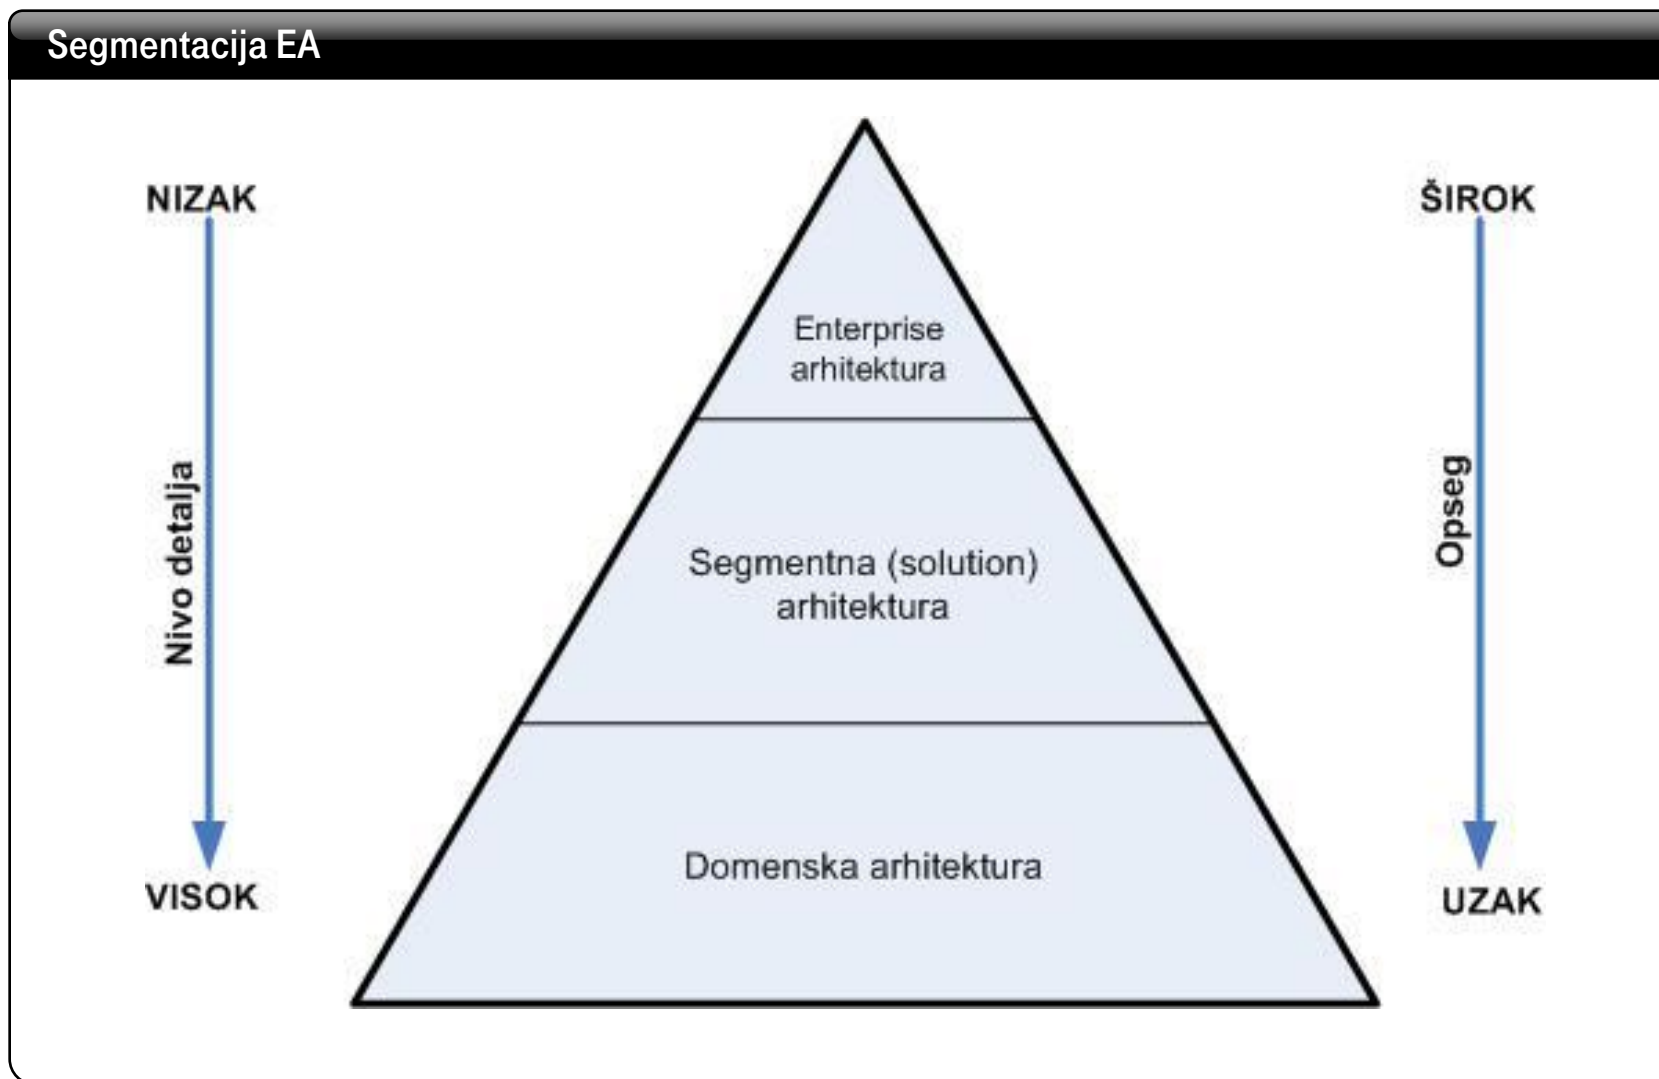 Segmentacija EA
NIZAK
ŠIROK
Enterprise
arhitektura
Nivo detalja
Opseg
Segmentna (solution)
arhitektura
Domenska arhitektura
VISOK
UZAK